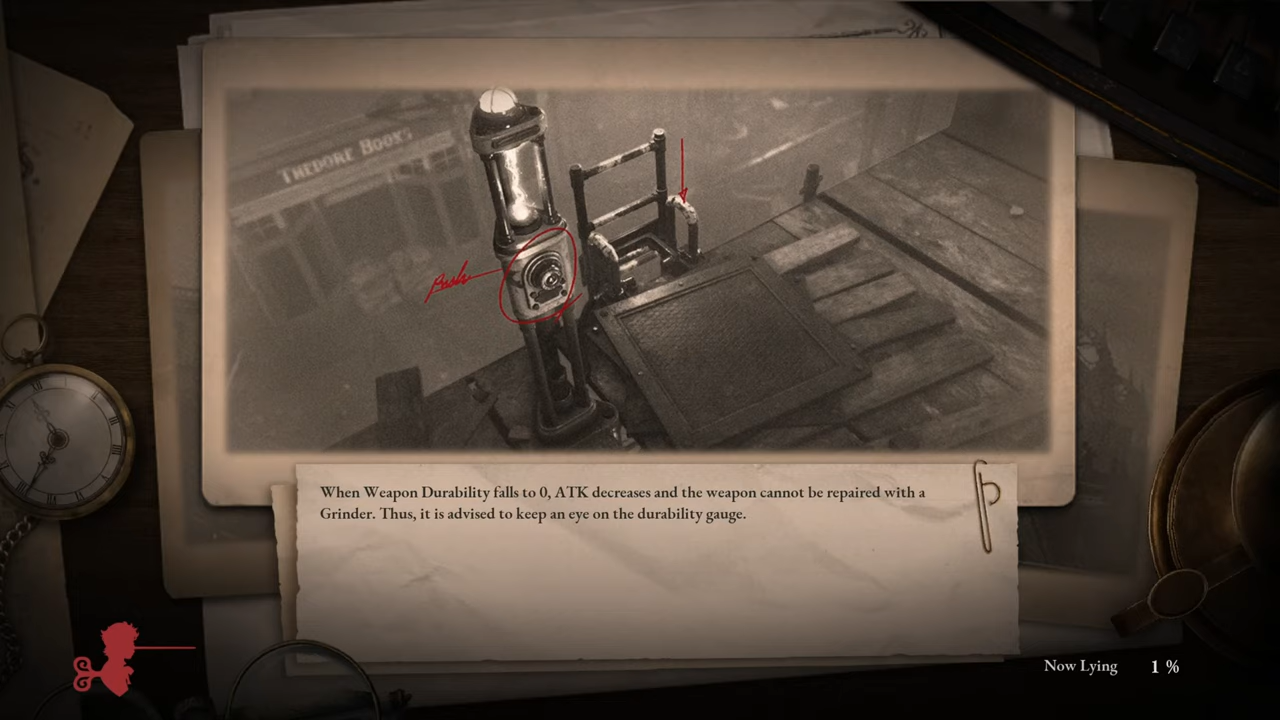 THEDORE BOOKS
Push
When Weapon Durability falls to 0, ATK decreases and the weapon cannot be repaired with a
Grinder. Thus, it is advised to keep an eye on the durability gauge.
Now Lying 1 %